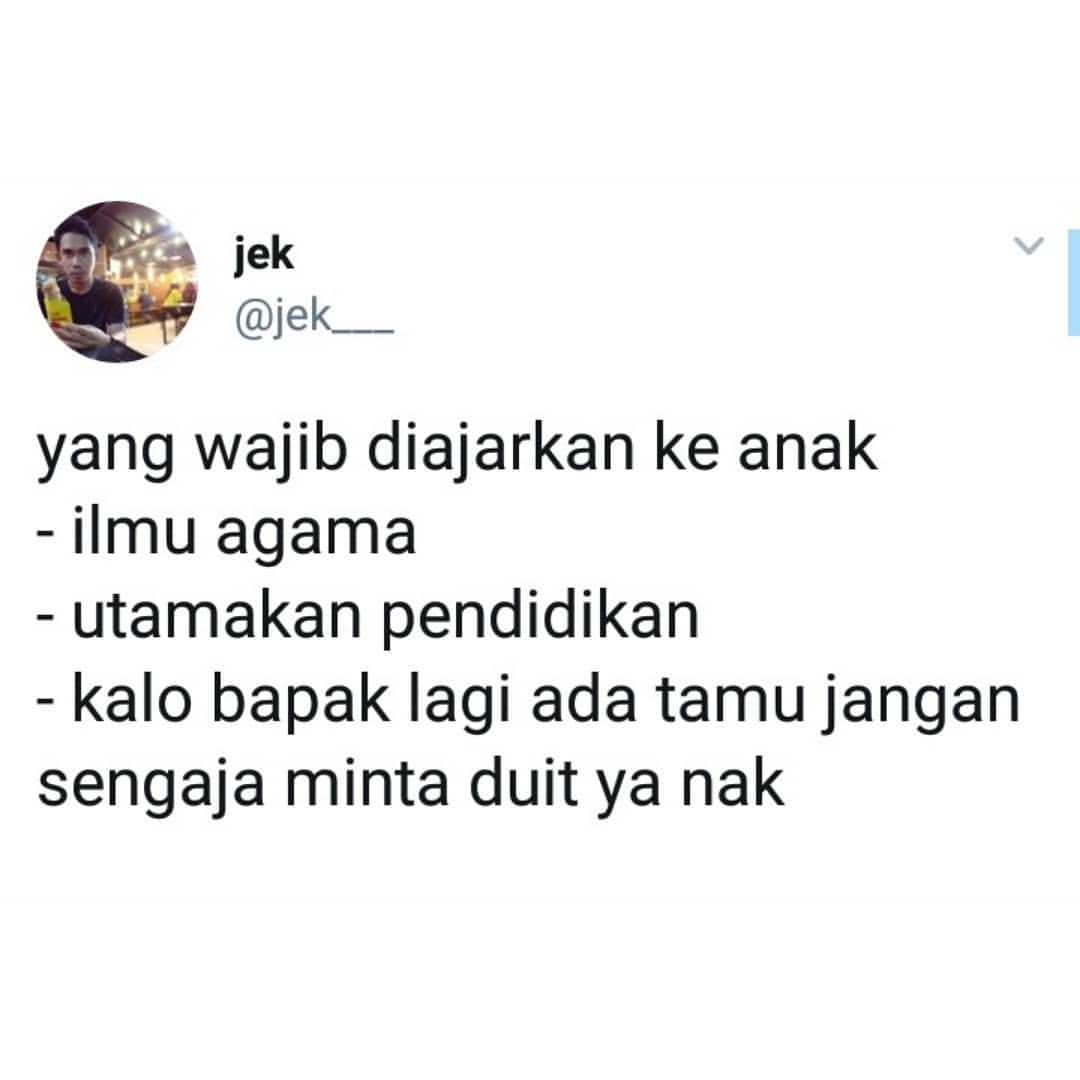 jek
@jek___
yang wajib diajarkan ke anak
- ilmu agama
- utamakan pendidikan
- kalo bapak lagi ada tamu jangan
sengaja minta duit ya nak